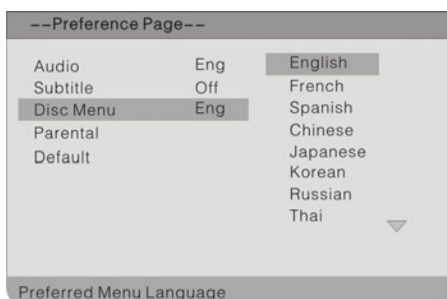 --Preference Page--
Audio Eng
Subtitle Off
Disc Menu Eng
Parental
Default
English
French
Spanish
Chinese
Japanese
Korean
Russian
Thai
Preferred Menu Language